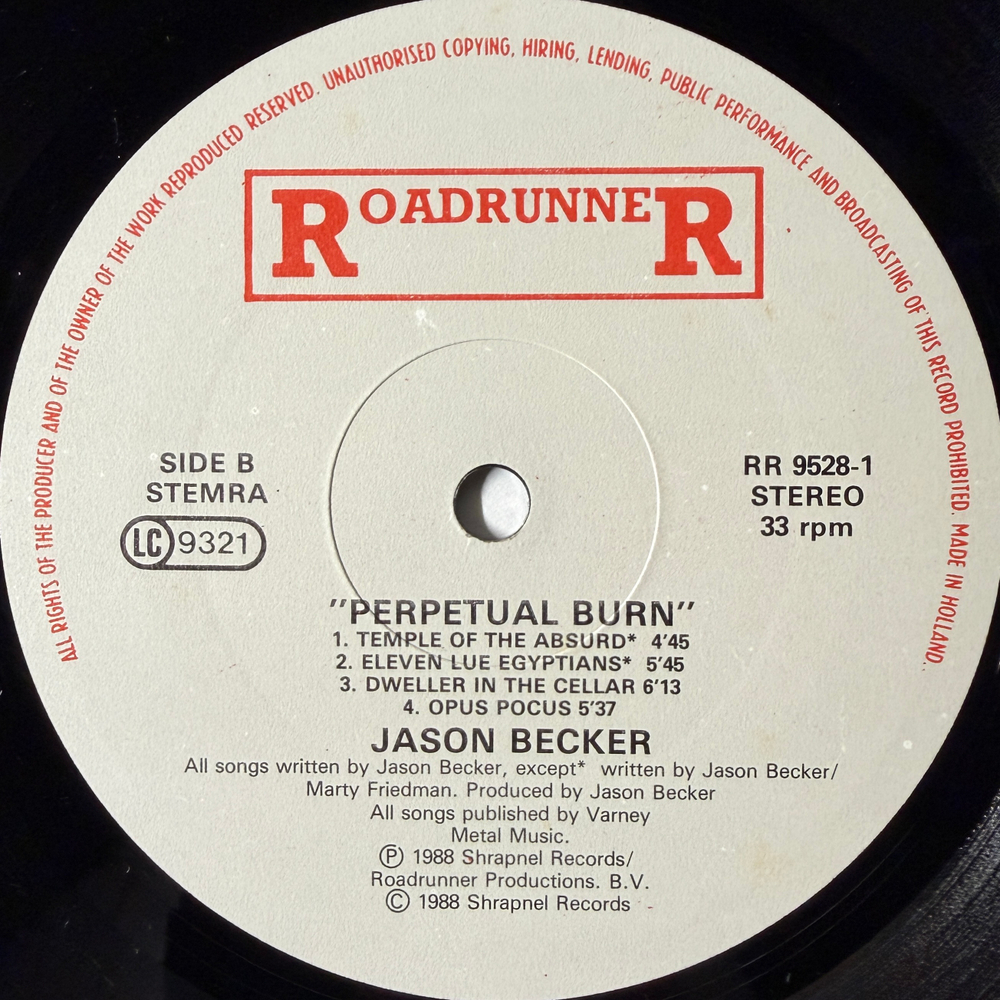 ALL RIGHTS OF THE PRODUCER AND OF THE OWNER OF THE WORK REPRODUCED RESERVED. UNAUTHORISED COPYING, HIRING, LENDING, PUBLIC PERFORMANCE AND BROADCASTING OF THIS RECORD PROHIBITED. MADE IN HOLLAND.
ROADRUNNER
SIDE B
STEMRA
LC 9321
RR 9528-1
STEREO
33 rpm
"PERPETUAL BURN"
1. TEMPLE OF THE ABSURD* 4'45
2. ELEVEN LUE EGYPTIANS* 5'45
3. DWELLER IN THE CELLAR 6'13
4. OPUS POCUS 5'37
JASON BECKER
All songs written by Jason Becker, except* written by Jason Becker/
Marty Friedman. Produced by Jason Becker
All songs published by Varney
Metal Music.
Ⓟ 1988 Shrapnel Records/
Roadrunner Productions. B.V.
© 1988 Shrapnel Records